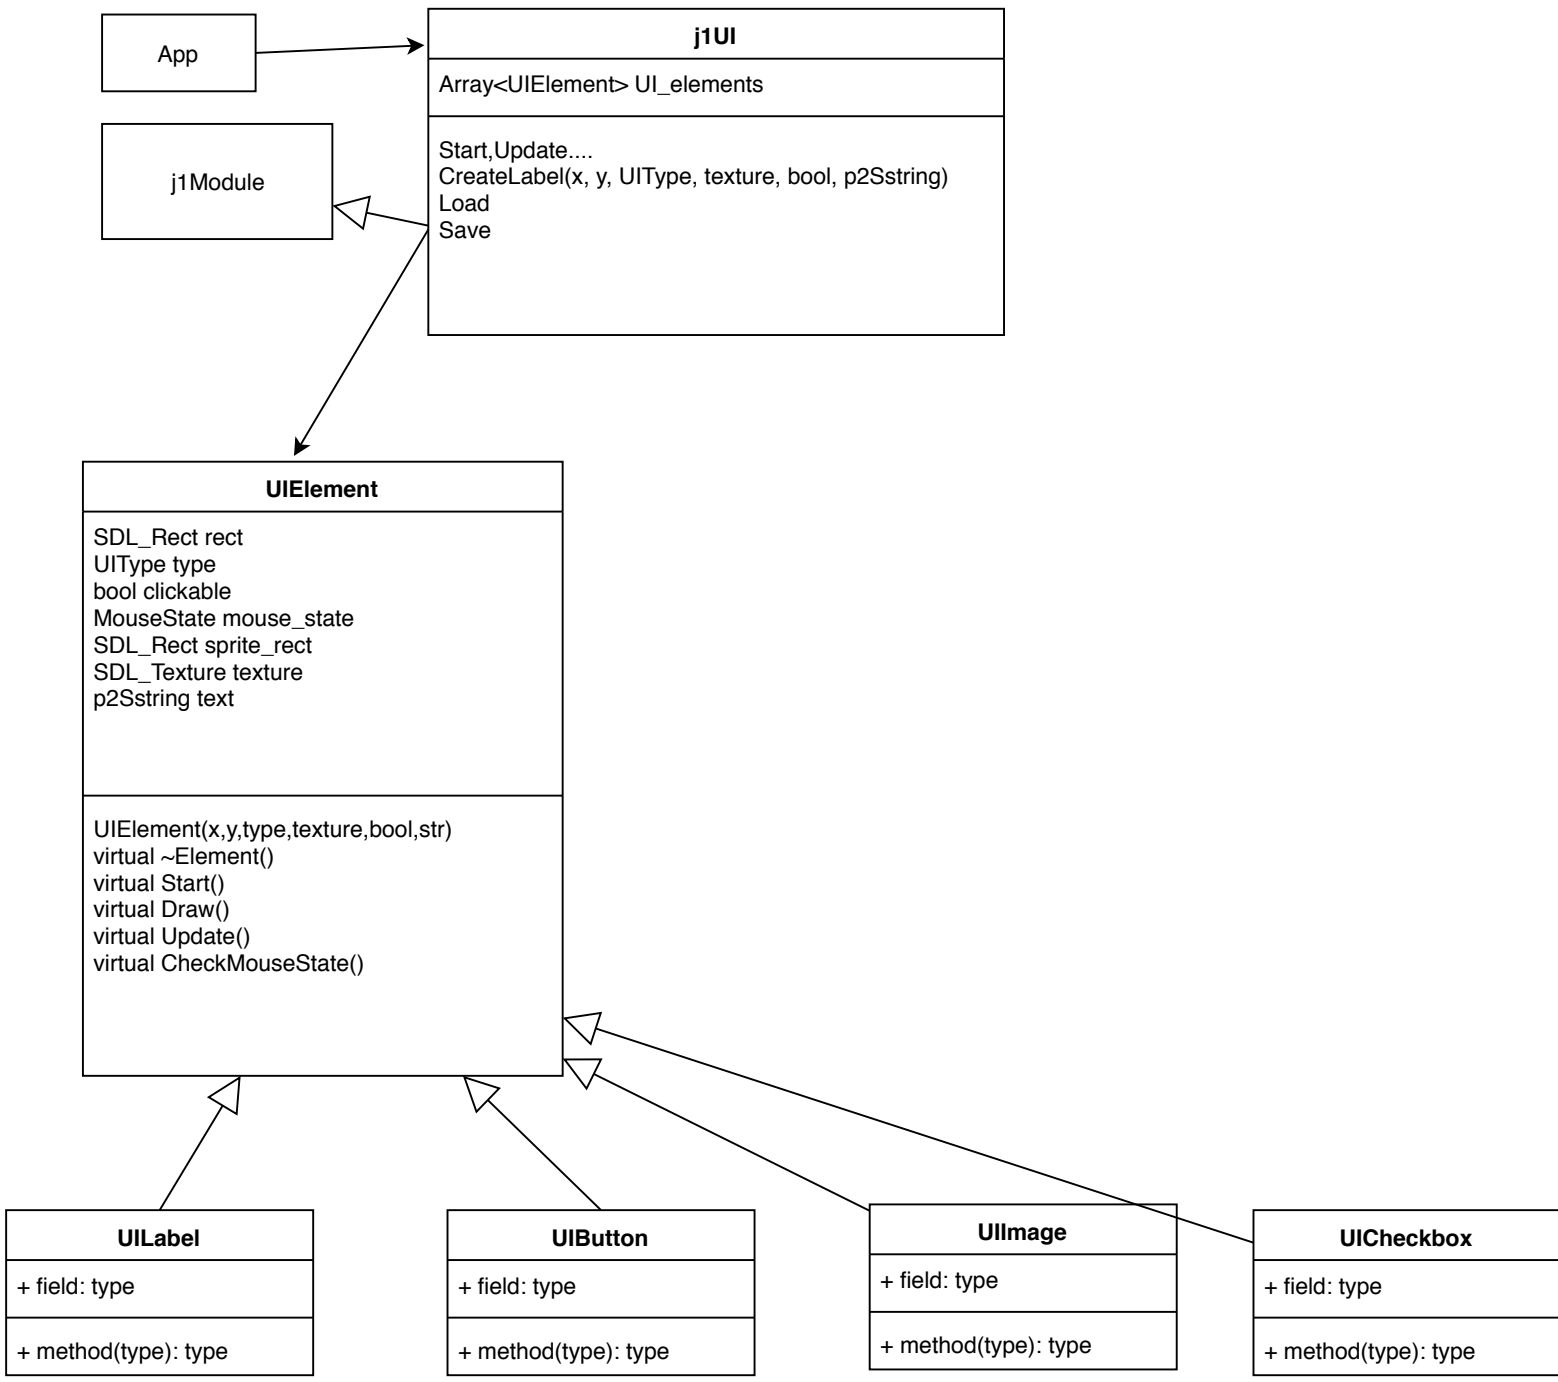 App
j1UI
Array<UIElement> UI_elements
Start,Update....
CreateLabel(x, y, UIType, texture, bool, p2Sstring)
Load
Save
j1Module
UIElement
SDL_Rect rect
UIType type
bool clickable
MouseState mouse_state
SDL_Rect sprite_rect
SDL_Texture texture
p2Sstring text
UIElement(x,y,type,texture,bool,str)
virtual ~Element()
virtual Start()
virtual Draw()
virtual Update()
virtual CheckMouseState()
UILabel
+ field: type
+ method(type): type
UIButton
+ field: type
+ method(type): type
UIImage
+ field: type
+ method(type): type
UICheckbox
+ field: type
+ method(type): type